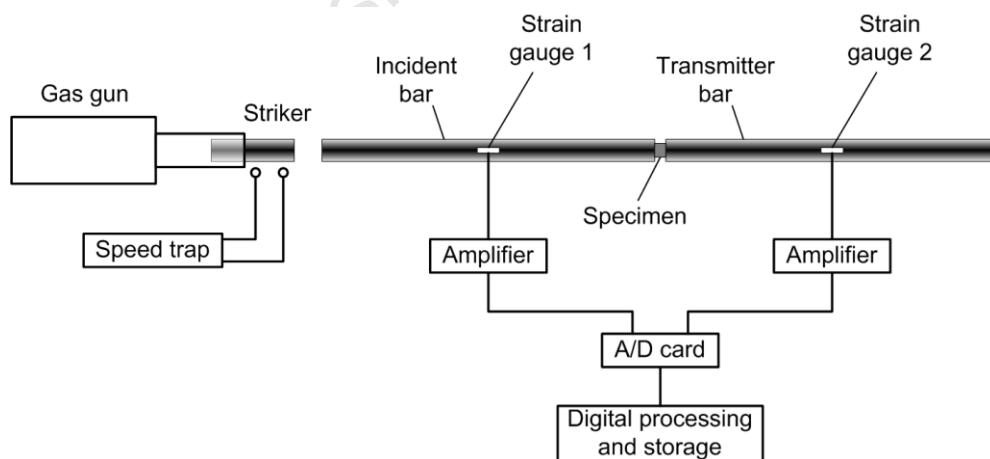 Strain
gauge 1
Strain
gauge 2
Incident
bar
Transmitter
bar
Gas gun
Striker
Specimen
Speed trap
Amplifier
Amplifier
A/D card
Digital processing
and storage